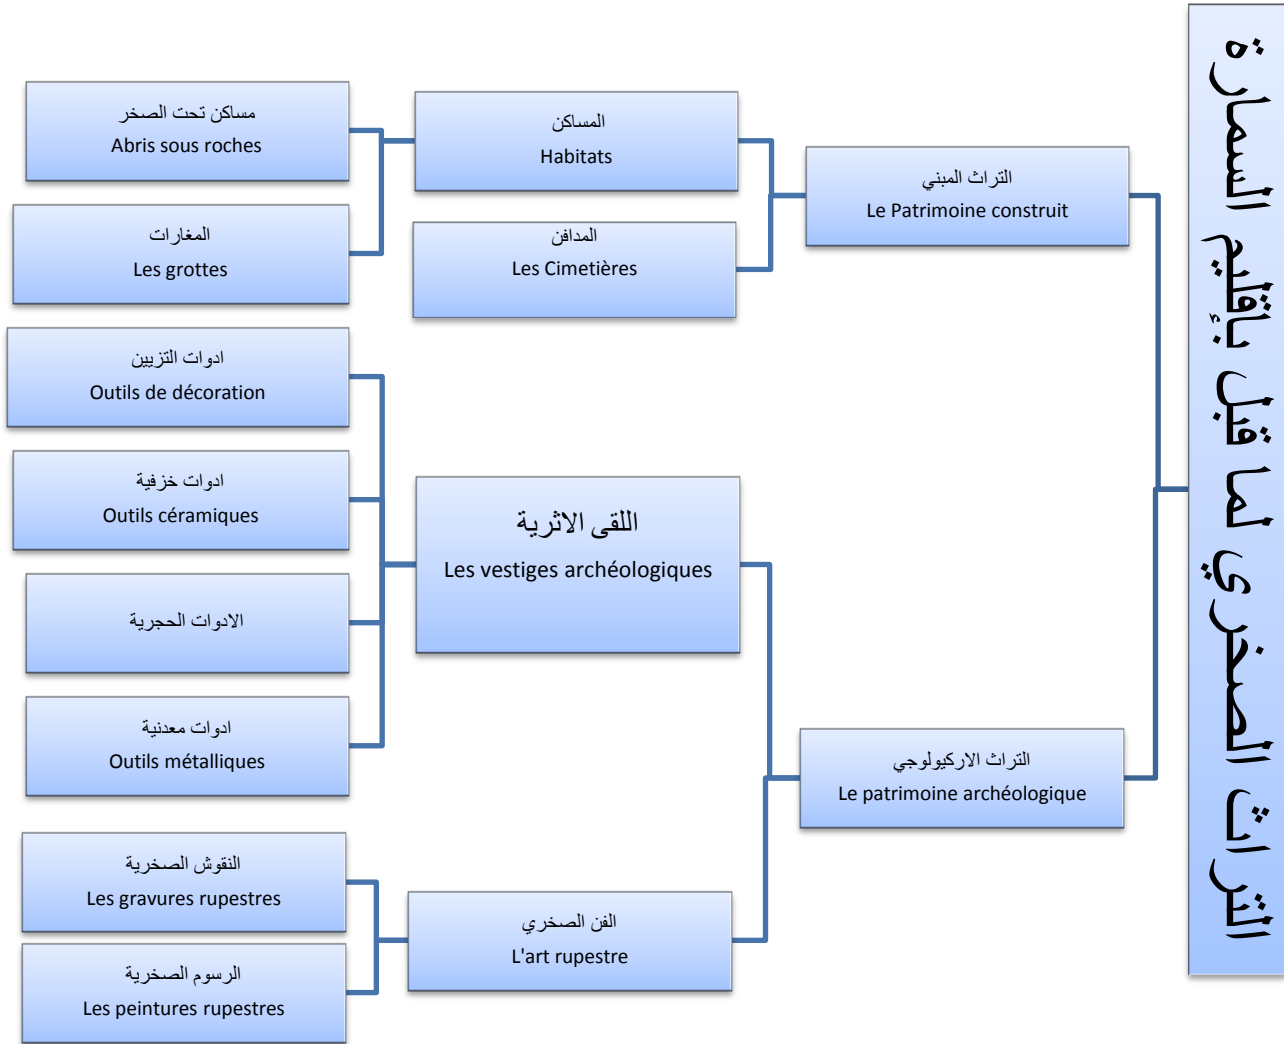 التراث الصخري لما قبل بإقليم السمارة
التراث المبني
Le Patrimoine construit
المساكن
Habitats
مساكن تحت الصخر
Abris sous roches
المغارات
Les grottes
المدافن
Les Cimetières
التراث الاركيولوجي
Le patrimoine archéologique
اللقى الاثرية
Les vestiges archéologiques
ادوات التزيين
Outils de décoration
ادوات خزفية
Outils céramiques
الادوات الحجرية
ادوات معدنية
Outils métalliques
الفن الصخري
L'art rupestre
النقوش الصخرية
Les gravures rupestres
الرسوم الصخرية
Les peintures rupestres